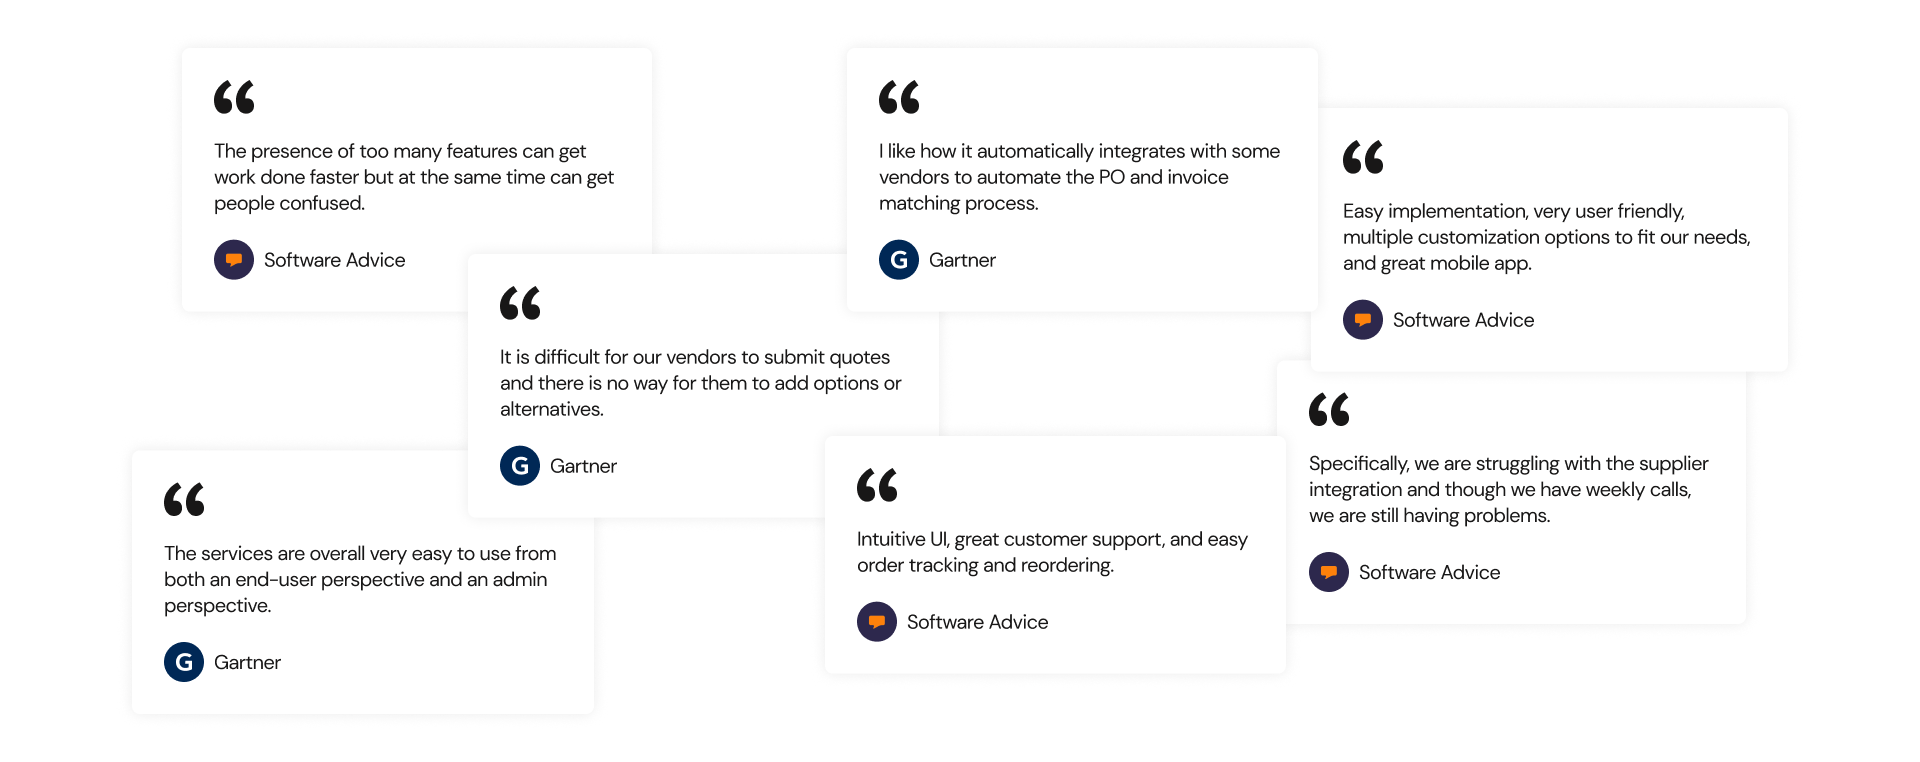 “
The presence of too many features can get
work done faster but at the same time can get
people confused.
Software Advice
“
I like how it automatically integrates with some
vendors to automate the PO and invoice
matching process.
G Gartner
“
Easy implementation, very user friendly,
multiple customization options to fit our needs,
and great mobile app.
Software Advice
“
It is difficult for our vendors to submit quotes
and there is no way for them to add options or
alternatives.
G Gartner
“
Specifically, we are struggling with the supplier
integration and though we have weekly calls,
we are still having problems.
Software Advice
“
The services are overall very easy to use from
both an end-user perspective and an admin
perspective.
G Gartner
“
Intuitive UI, great customer support, and easy
order tracking and reordering.
Software Advice